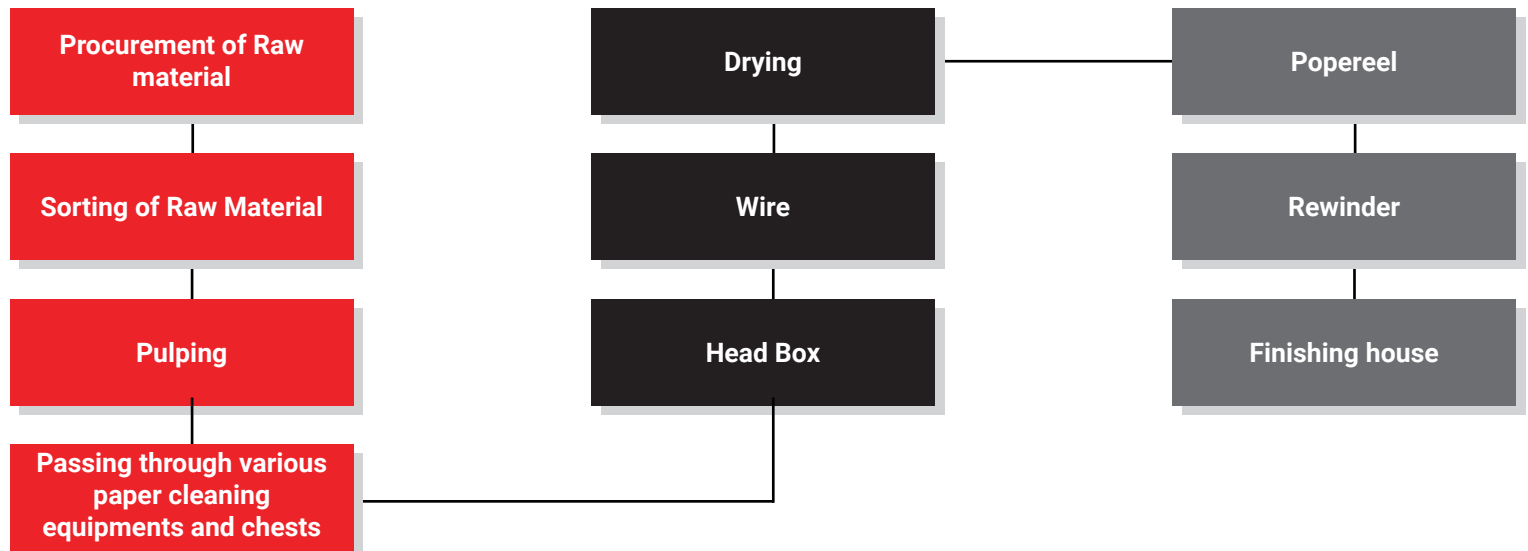 Procurement of Raw
material
Sorting of Raw Material
Pulping
Passing through various
paper cleaning
equipments and chests
Head Box
Wire
Drying
Popereel
Rewinder
Finishing house